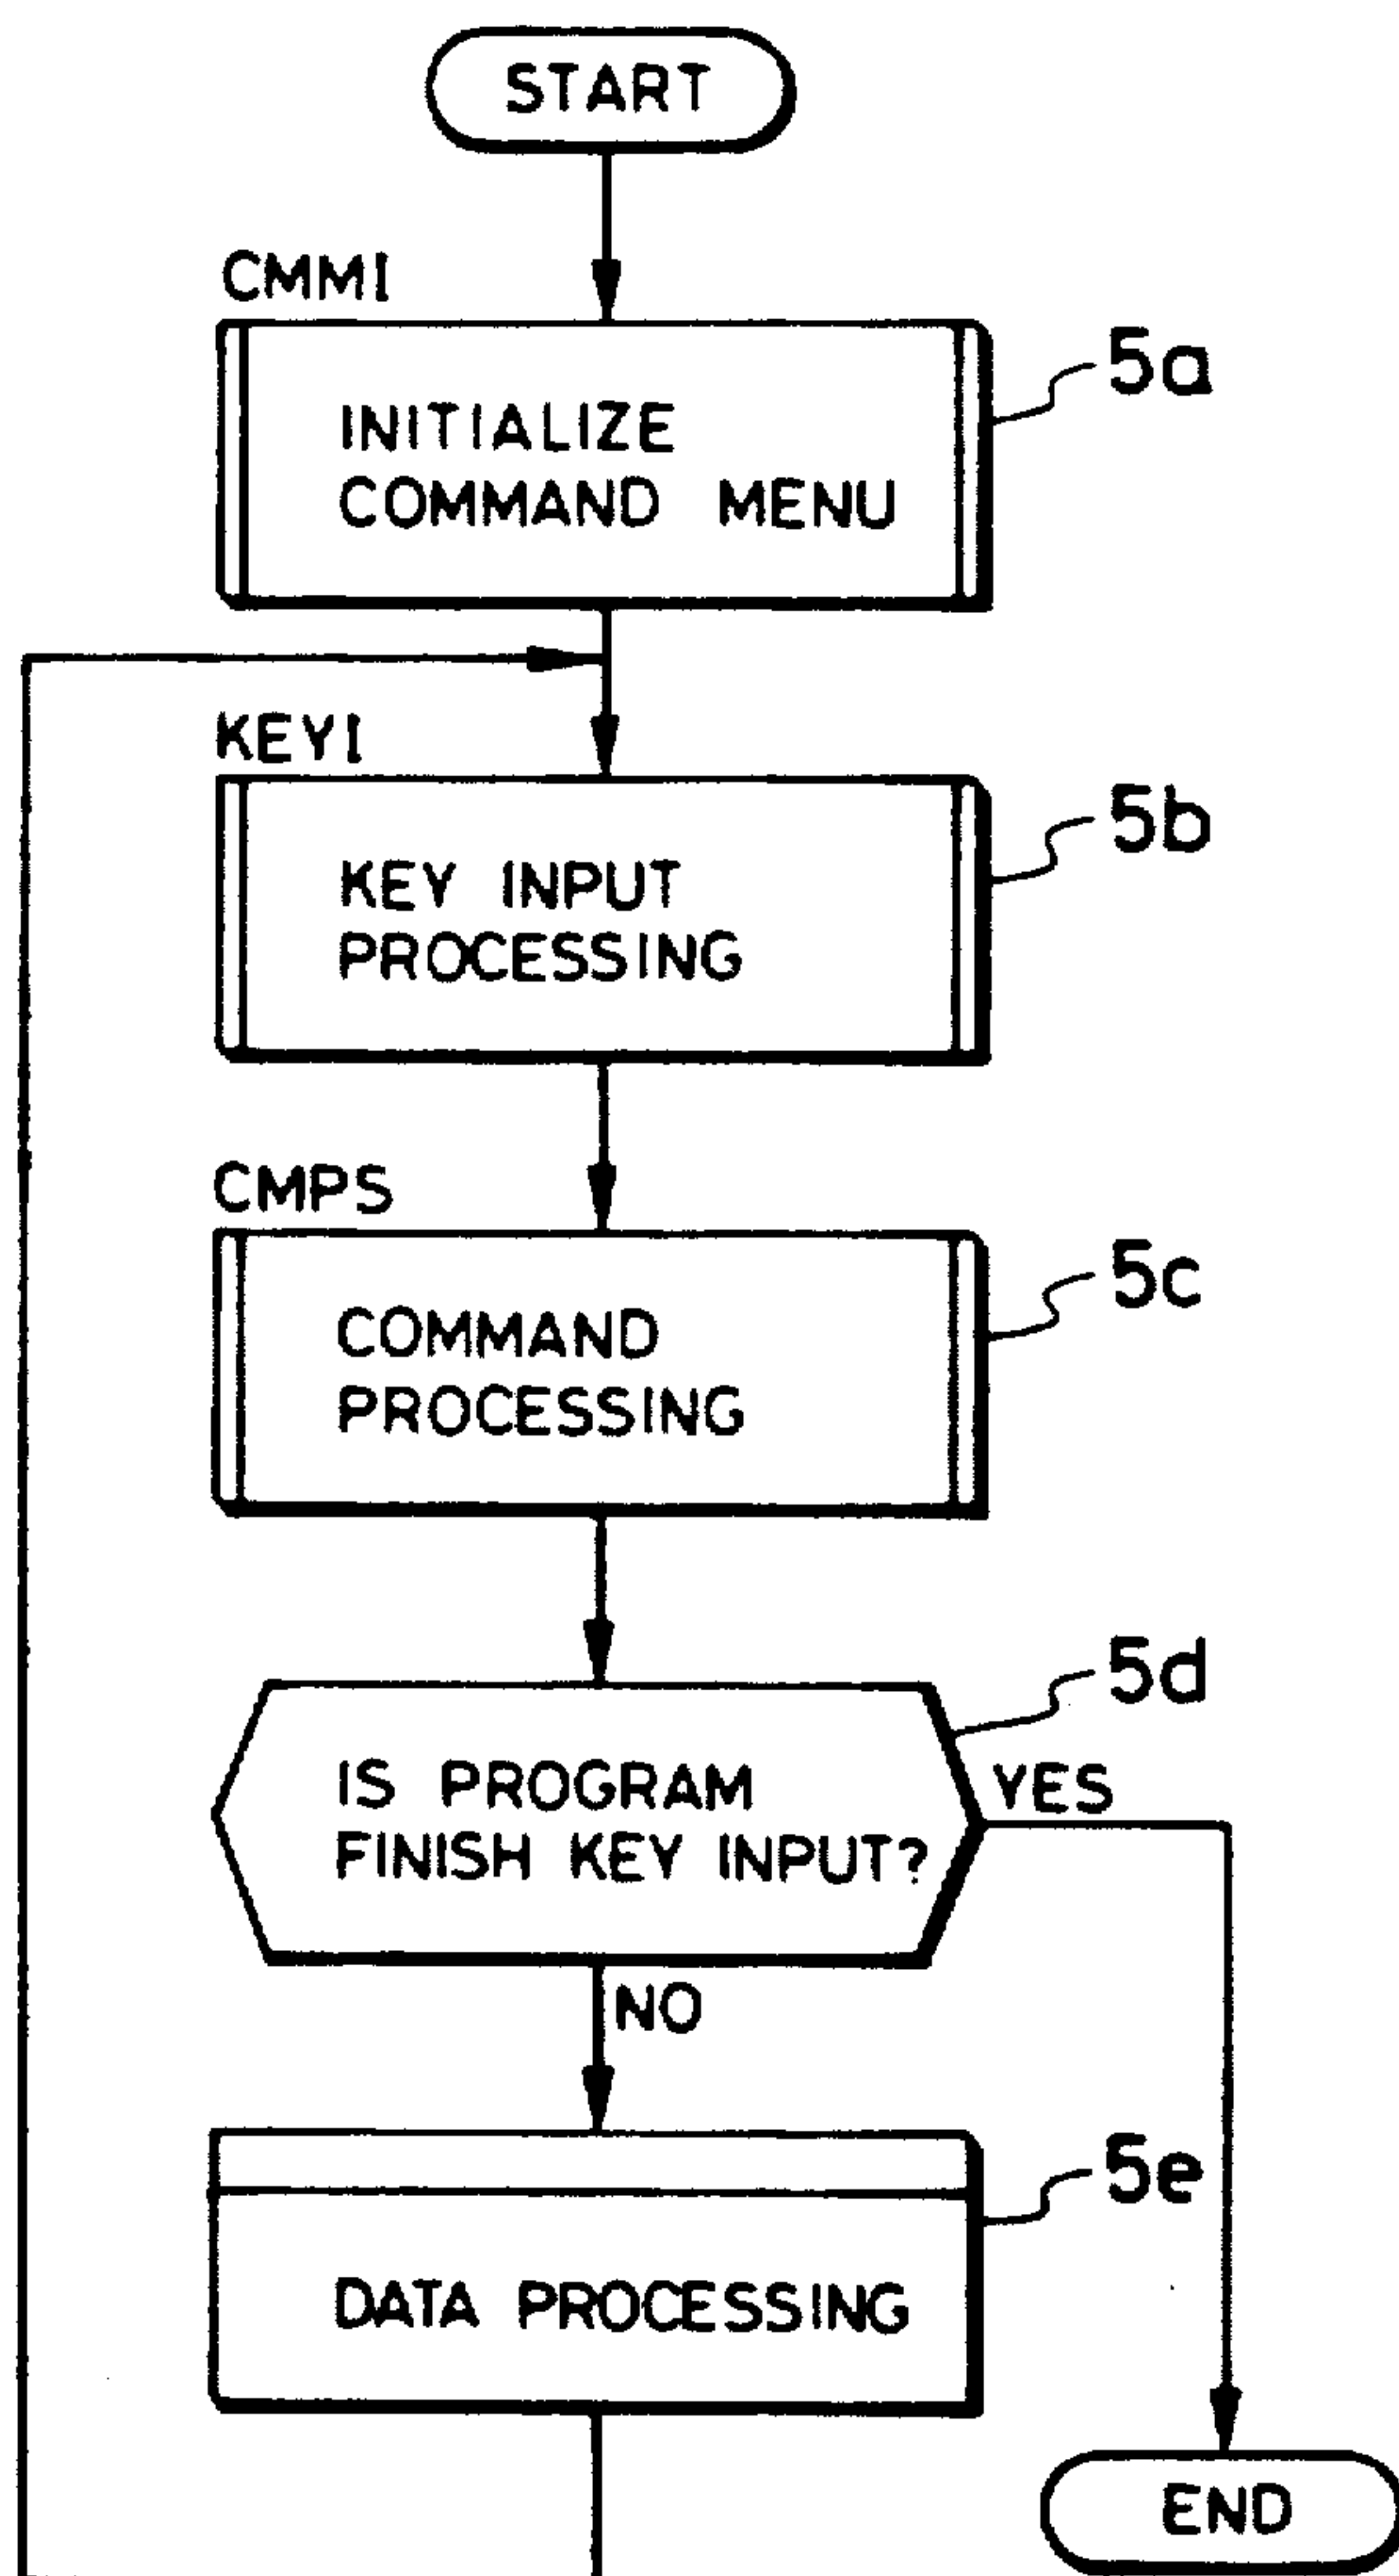 START
CMMI
5a
INITIALIZE
COMMAND MENU
KEYI
5b
KEY INPUT
PROCESSING
CMPS
5c
COMMAND
PROCESSING
5d
IS PROGRAM
FINISH KEY INPUT?
YES
NO
5e
DATA PROCESSING
END